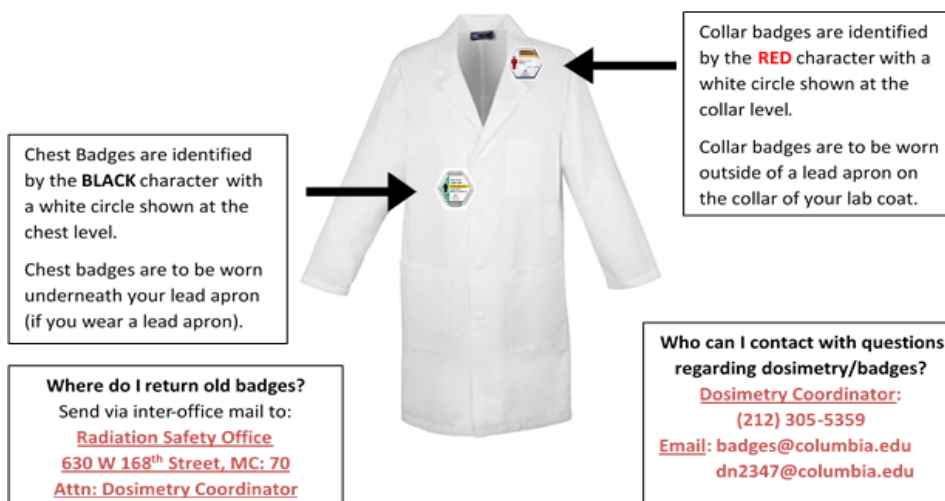 Collar badges are identified
by the RED character with a
white circle shown at the
collar level.
Collar badges are to be worn
outside of a lead apron on
the collar of your lab coat.
Chest Badges are identified
by the BLACK character with
a white circle shown at the
chest level.
Chest badges are to be worn
underneath your lead apron
(if you wear a lead apron).
Where do I return old badges?
Send via inter-office mail to:
Radiation Safety Office
630 W 168th Street, MC: 70
Attn: Dosimetry Coordinator
Who can I contact with questions
regarding dosimetry/badges?
Dosimetry Coordinator:
(212) 305-5359
Email: badges@columbia.edu
dn2347@columbia.edu